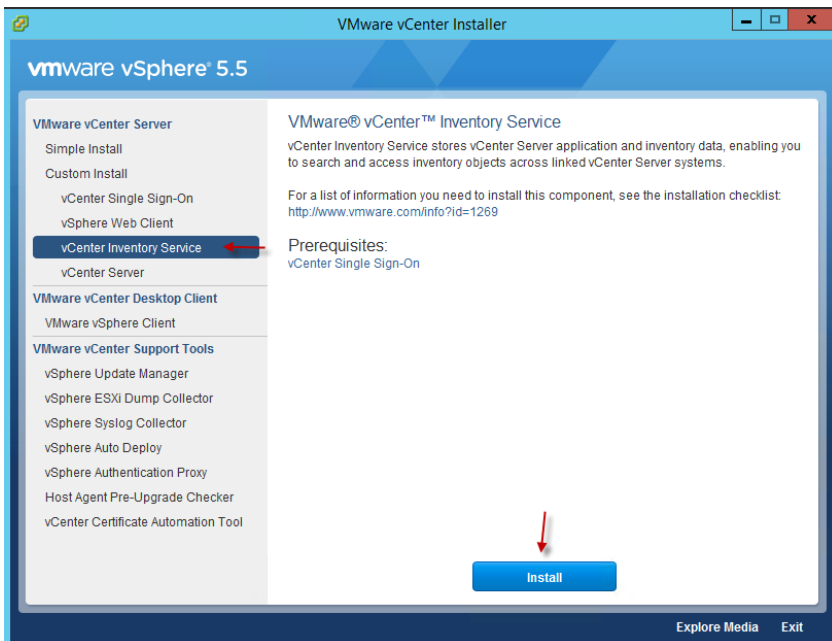 VMware vCenter Installer
vmware vSphere® 5.5
VMware vCenter Server
Simple Install
Custom Install
vCenter Single Sign-On
vSphere Web Client
vCenter Inventory Service
vCenter Server
VMware vCenter Desktop Client
VMware vSphere Client
VMware vCenter Support Tools
vSphere Update Manager
vSphere ESXi Dump Collector
vSphere Syslog Collector
vSphere Auto Deploy
vSphere Authentication Proxy
Host Agent Pre-Upgrade Checker
vCenter Certificate Automation Tool
VMware® vCenter™ Inventory Service
vCenter Inventory Service stores vCenter Server application and inventory data, enabling you
to search and access inventory objects across linked vCenter Server systems.
For a list of information you need to install this component, see the installation checklist:
http://www.vmware.com/info?id=1269
Prerequisites:
vCenter Single Sign-On
Install
Explore Media Exit